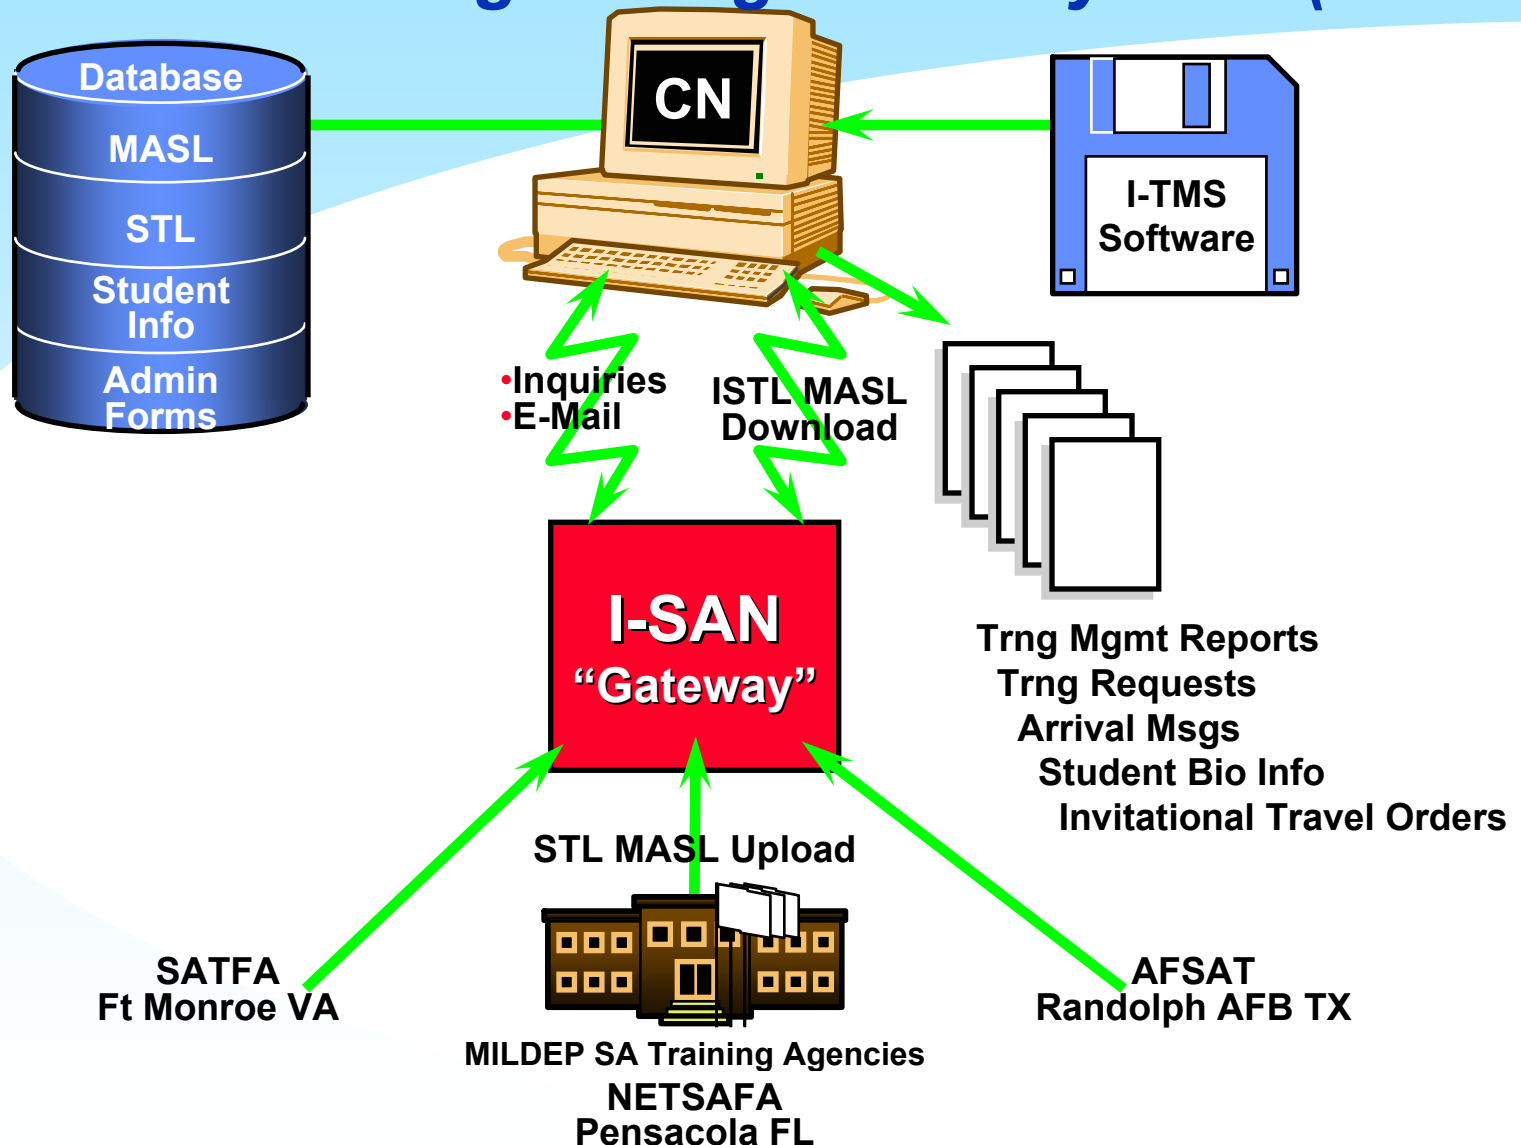 Database
MASL
STL
Student
Info
Admin
Forms
CN
I-TMS
Software
•Inquiries
•E-Mail
ISTL MASL
Download
I-SAN
“Gateway”
Trng Mgmt Reports
Trng Requests
Arrival Msgs
Student Bio Info
Invitational Travel Orders
STL MASL Upload
SATFA
Ft Monroe VA
AFSAT
Randolph AFB TX
MILDEP SA Training Agencies
NETSAFA
Pensacola FL